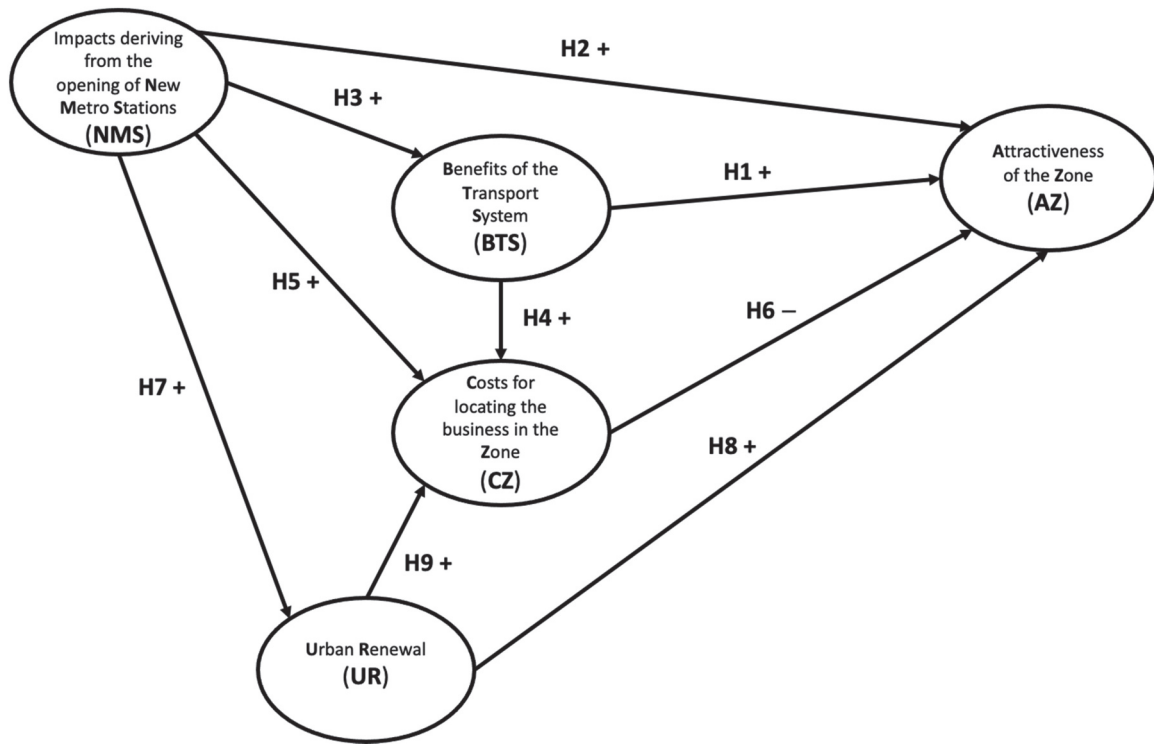 Impacts deriving
from the
opening of New
Metro Stations
(NMS)
H2 +
H3 +
Benefits of the
Transport
System
(BTS)
H1 +
Attractiveness
of the Zone
(AZ)
H5 +
H4 +
H6 –
H7 +
Costs for
locating the
business in the
Zone
(CZ)
H8 +
H9 +
Urban Renewal
(UR)